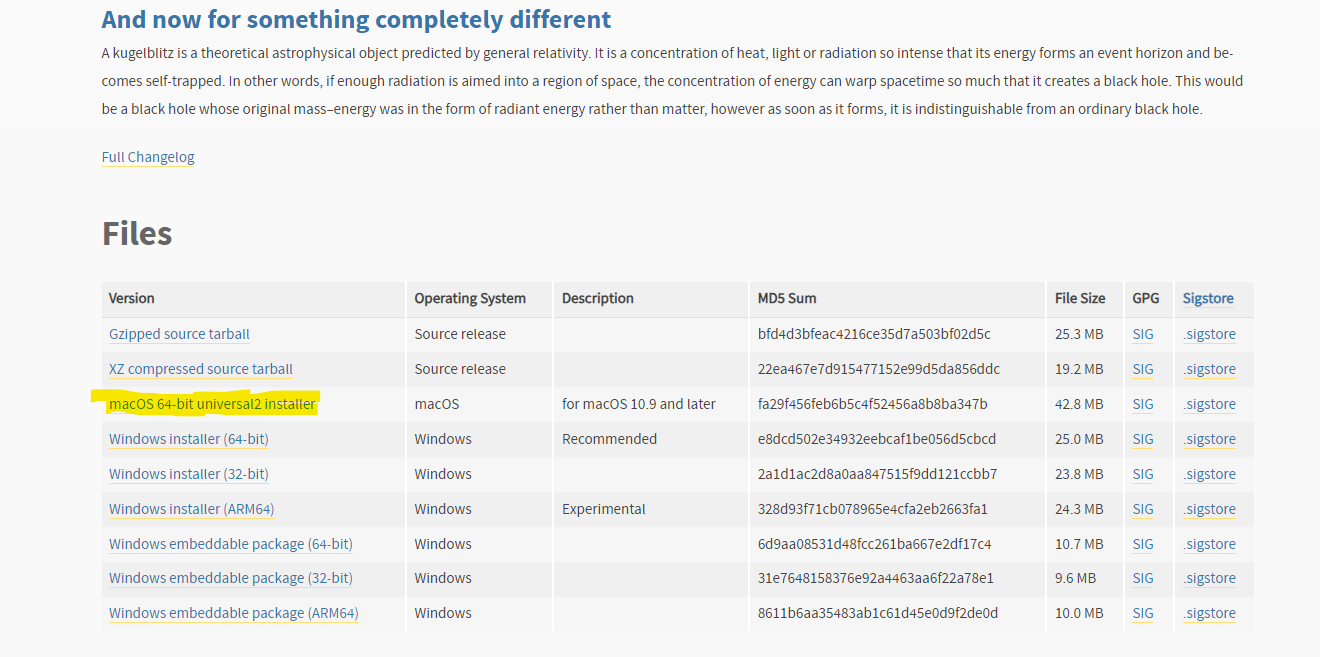 And now for something completely different
A kugelblitz is a theoretical astrophysical object predicted by general relativity. It is a concentration of heat, light or radiation so intense that its energy forms an event horizon and be-
comes self-trapped. In other words, if enough radiation is aimed into a region of space, the concentration of energy can warp spacetime so much that it creates a black hole. This would
be a black hole whose original mass–energy was in the form of radiant energy rather than matter, however as soon as it forms, it is indistinguishable from an ordinary black hole.
Full Changelog
Files
Version Operating System Description MD5 Sum File Size GPG Sigstore
Gzipped source tarball Source release bfd4d3bfeac4216ce35d7a503bf02d5c 25.3 MB SIG .sigstore
XZ compressed source tarball Source release 22ea467e7d915477152e99d5da856ddc 19.2 MB SIG .sigstore
macOS 64-bit universal2 installer macOS for macOS 10.9 and later fa29f456feb6b5c4f52456a8b8ba347b 42.8 MB SIG .sigstore
Windows installer (64-bit) Windows Recommended e8dcd502e34932eebcaf1be056d5cbcd 25.0 MB SIG .sigstore
Windows installer (32-bit) Windows 2a1d1ac2d8a0aa847515f9dd121ccbb7 23.8 MB SIG .sigstore
Windows installer (ARM64) Windows Experimental 328d93f71cb078965e4cfa2eb2663fa1 24.3 MB SIG .sigstore
Windows embeddable package (64-bit) Windows 6d9aa08531d48fcc261ba667e2df17c4 10.7 MB SIG .sigstore
Windows embeddable package (32-bit) Windows 31e7648158376e92a4463aa6f22a78e1 9.6 MB SIG .sigstore
Windows embeddable package (ARM64) Windows 8611b6aa35483ab1c61d45e0d9f2de0d 10.0 MB SIG .sigstore